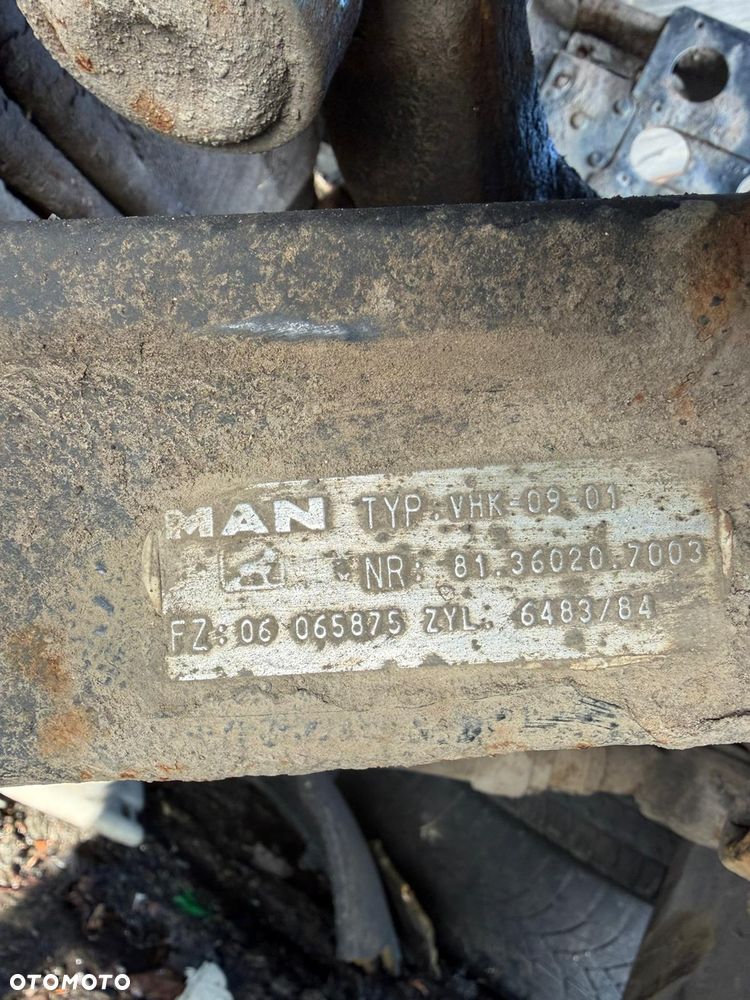 MAN TYP: VHK-09-01
NR: 81.36020.7003
FZ: 06 065875 ZYL: 6483/84
OTOMOTO